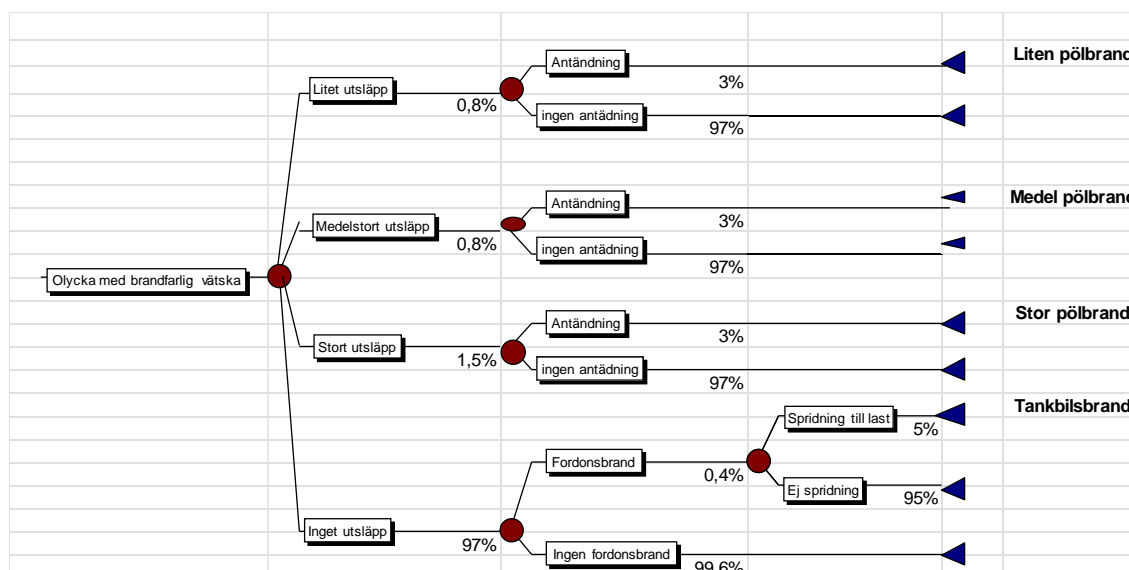 Antändning
Liten pölbrand
3%
Litet utsläpp
0,8%
ingen antädning
97%
Antändning
Medel pölbrand
3%
Medelstort utsläpp
0,8%
ingen antädning
97%
Olycka med brandfarlig vätska
Antändning
Stor pölbrand
3%
Stort utsläpp
1,5%
ingen antädning
97%
Spridning till last
Tankbilsbrand
5%
Fordonsbrand
0,4%
Ej spridning
95%
Inget utsläpp
97%
Ingen fordonsbrand
99,6%